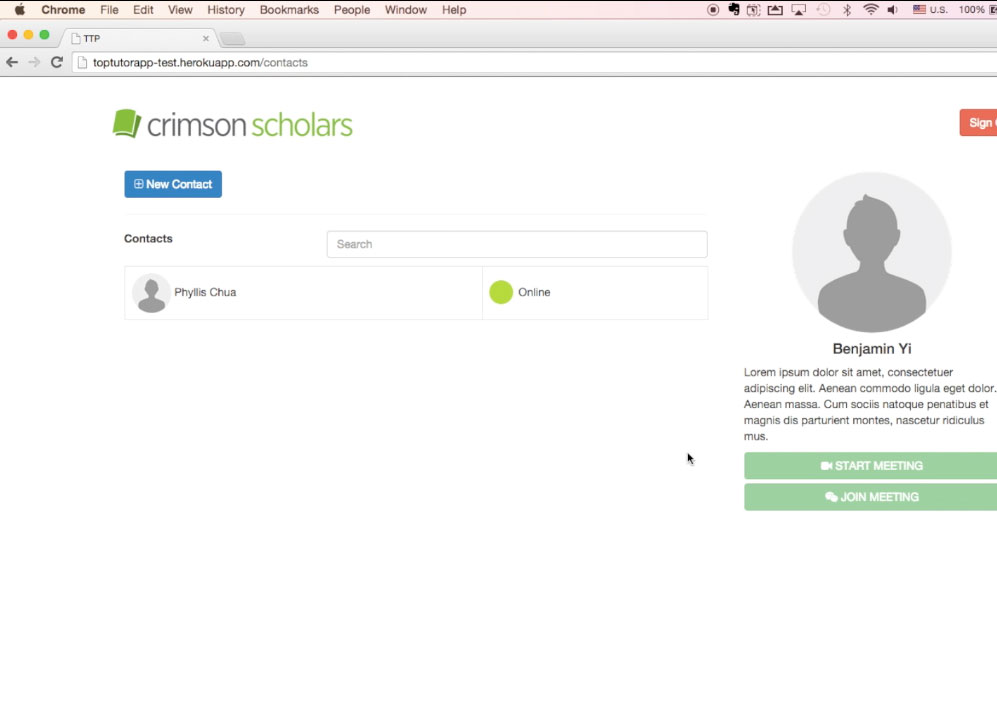 Chrome File Edit View History Bookmarks People Window Help U.S. 100%
TTP
toptutorapp-test.herokuapp.com/contacts
crimson scholars
Sign
New Contact
Contacts
Search
Phyllis Chua
Online
Benjamin Yi
Lorem ipsum dolor sit amet, consectetuer
adipiscing elit. Aenean commodo ligula eget dolor.
Aenean massa. Cum sociis natoque penatibus et
magnis dis parturient montes, nascetur ridiculus
mus.
START MEETING
JOIN MEETING